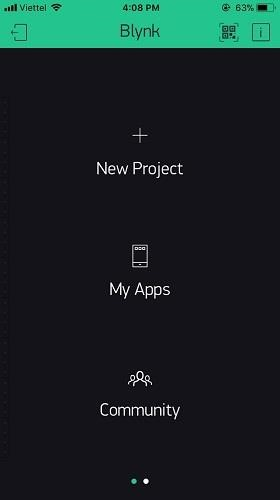 Viettel 4:08 PM 63%
Blynk
New Project
My Apps
Community